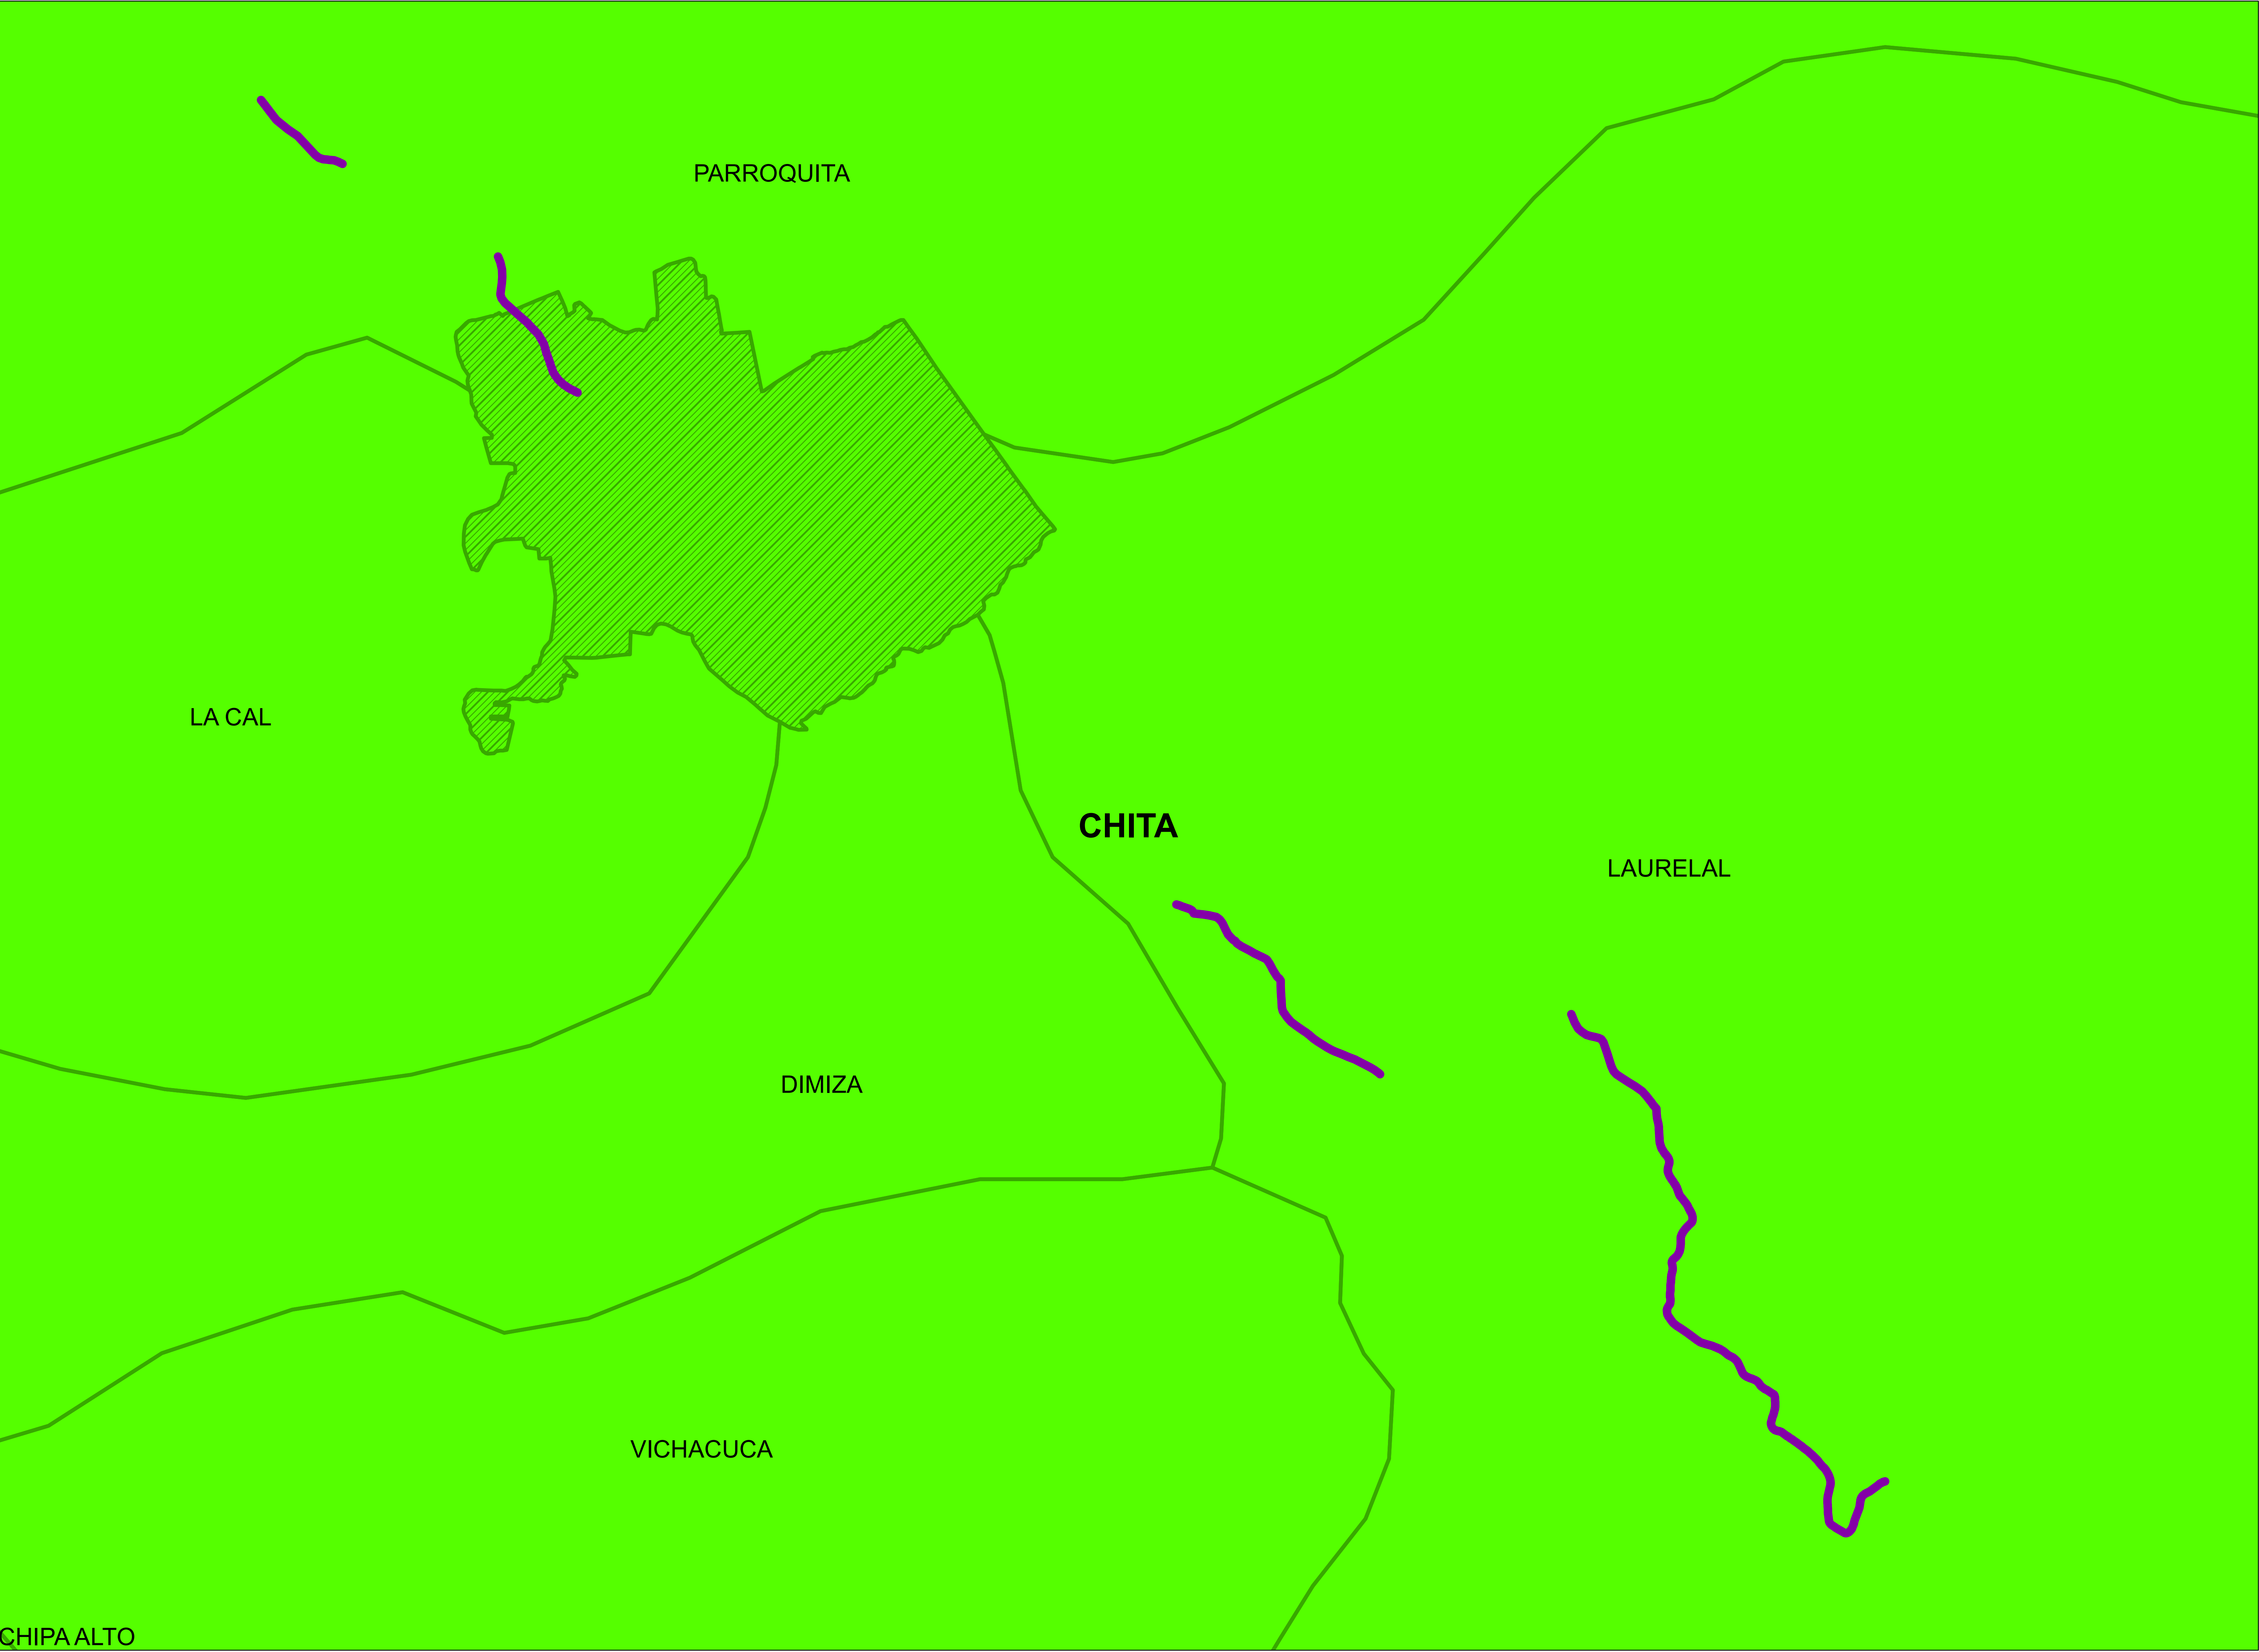 PARROQUITA
LA CAL
CHITA
LAURELAL
DIMIZA
VICHACUCA
CHIPA ALTO